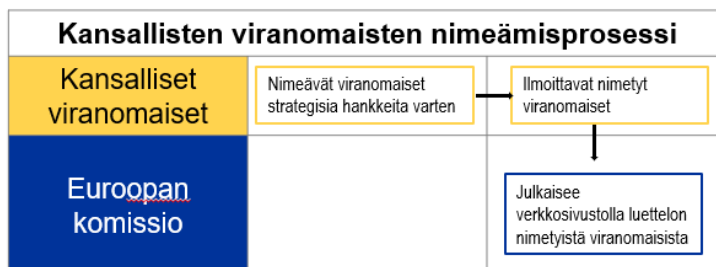 Kansallisten viranomaisten nimeämisprosessi
Kansalliset
viranomaiset
Nimeävät viranomaiset
strategisia hankkeita varten
Ilmoittavat nimetyt
viranomaiset
Euroopan
komissio
Julkaisee
verkkosivustolla luettelon
nimetyistä viranomaisista